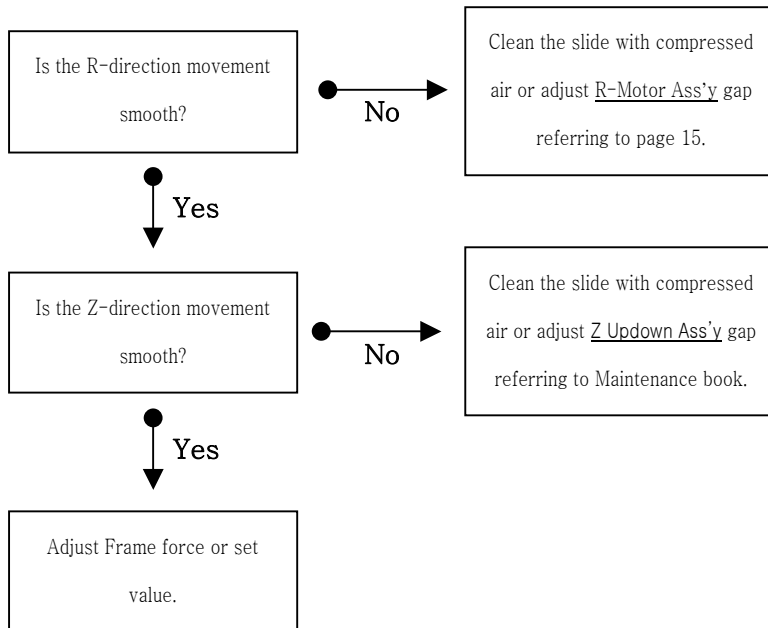 Is the R-direction movement
smooth?
No
Clean the slide with compressed
air or adjust R-Motor Ass'y gap
referring to page 15.
Yes
Is the Z-direction movement
smooth?
No
Clean the slide with compressed
air or adjust Z Updown Ass'y gap
referring to Maintenance book.
Yes
Adjust Frame force or set
value.